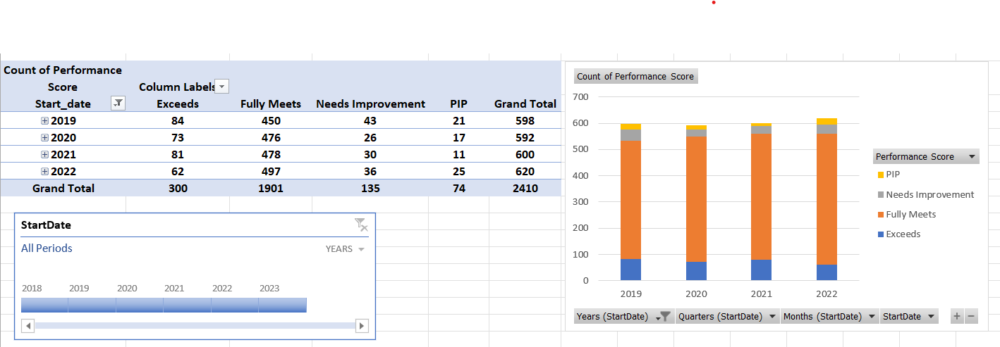 Count of Performance
Score Column Labels
Start_date Exceeds Fully Meets Needs Improvement PIP Grand Total
2019 84 450 43 21 598
2020 73 476 26 17 592
2021 81 478 30 11 600
2022 62 497 36 25 620
Grand Total 300 1901 135 74 2410
StartDate
All Periods YEARS
2018 2019 2020 2021 2022 2023
Count of Performance Score
700
600
500
400
300
200
100
0
2019 2020 2021 2022
Performance Score
PIP
Needs Improvement
Fully Meets
Exceeds
Years (StartDate) Quarters (StartDate) Months (StartDate) StartDate + −